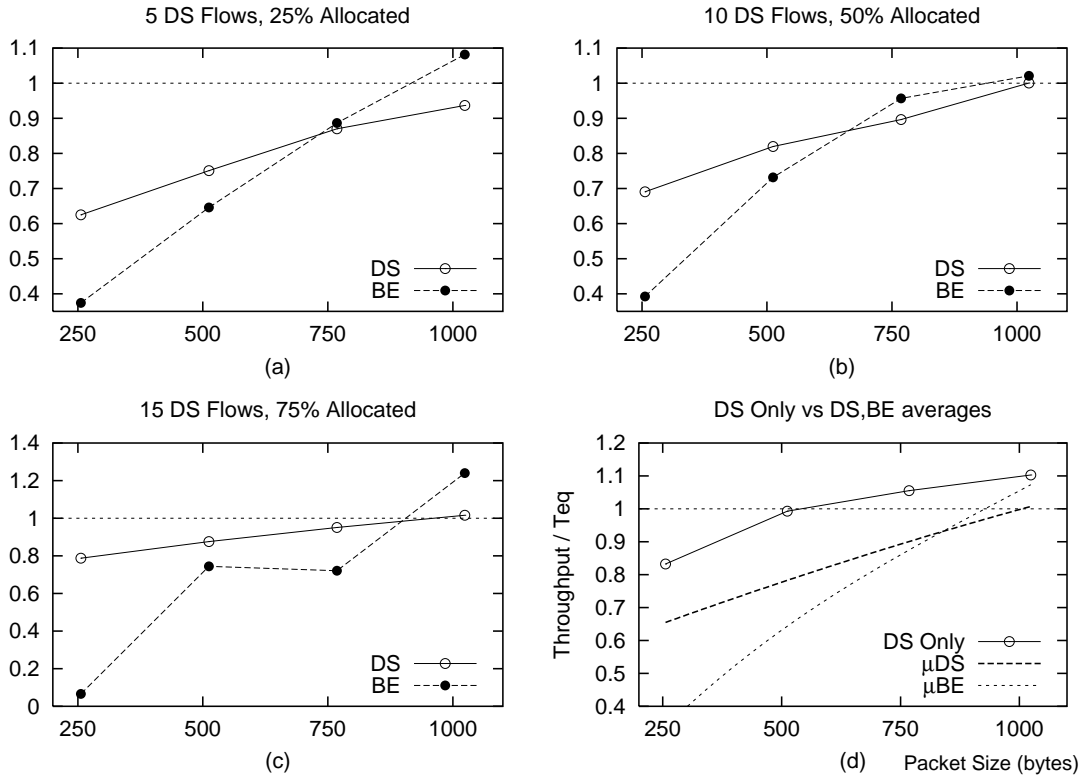 5 DS Flows, 25% Allocated
1.1
1
0.9
0.8
0.7
0.6
0.5
0.4
DS
BE
250 500 750 1000
(a)
10 DS Flows, 50% Allocated
1.1
1
0.9
0.8
0.7
0.6
0.5
0.4
DS
BE
250 500 750 1000
(b)
15 DS Flows, 75% Allocated
1.4
1.2
1
0.8
0.6
0.4
0.2
0
DS
BE
250 500 750 1000
(c)
DS Only vs DS,BE averages
Throughput / Teq
1.2
1.1
1
0.9
0.8
0.7
0.6
0.5
0.4
DS Only
μDS
μBE
250 500 750 1000
(d) Packet Size (bytes)